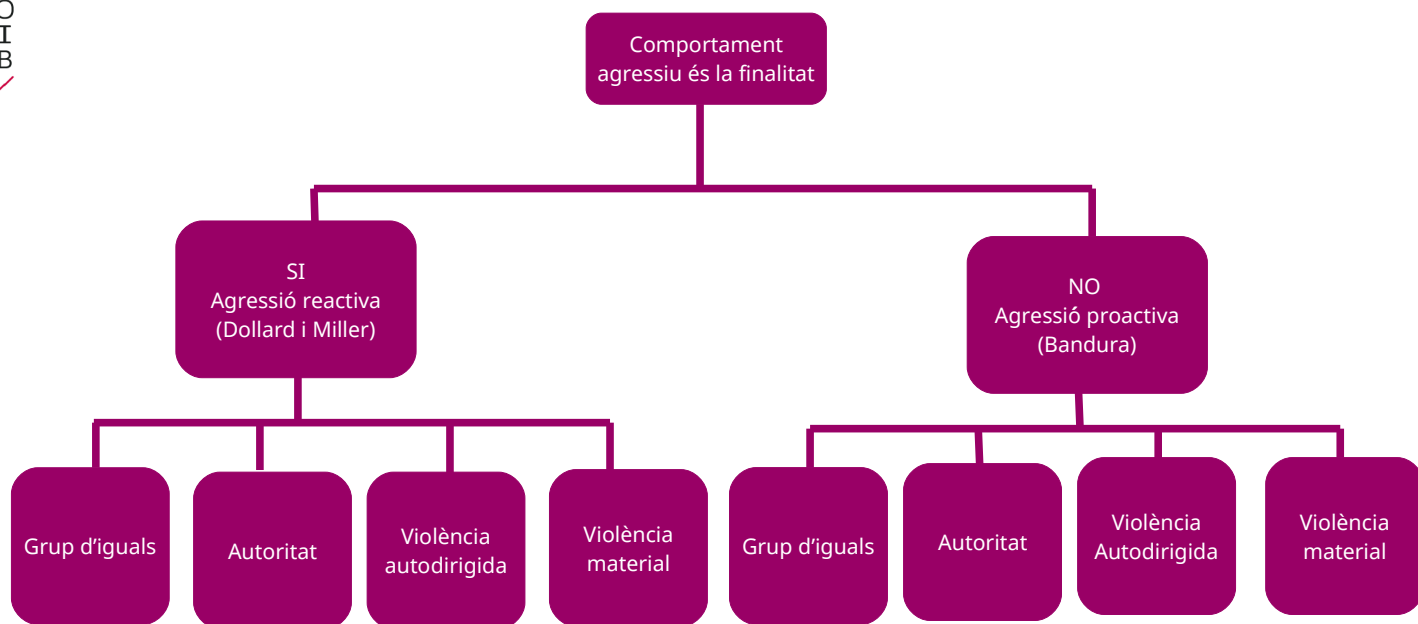 O
I
B
Comportament
agressiu és la finalitat
SI
Agressió reactiva
(Dollard i Miller)
NO
Agressió proactiva
(Bandura)
Grup d’iguals
Autoritat
Violència
autodirigida
Violència
material
Grup d’iguals
Autoritat
Violència
Autodirigida
Violència
material